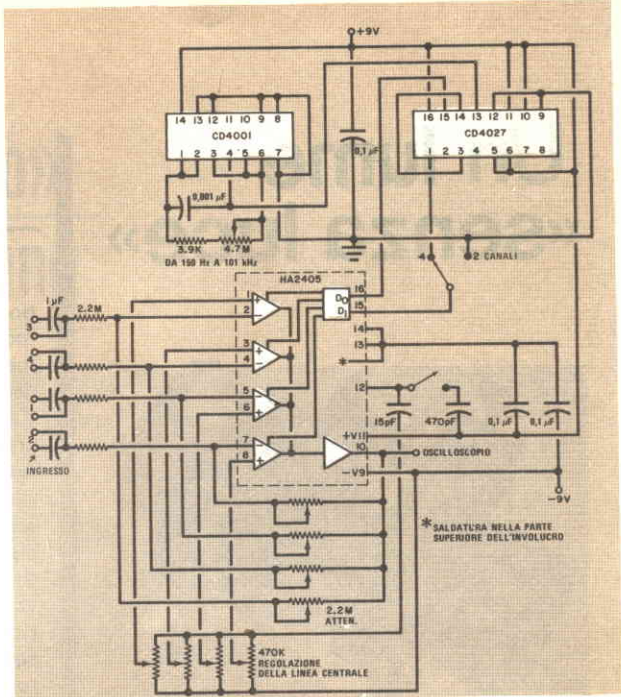 +9V
14 13 12 11 10 9 8
CD4001
1 2 3 4 5 6 7
0,1 µF
16 15 14 13 12 11 10 9
CD4027
1 2 3 4 5 6 7 8
0,001 µF
3.9K
4.7M
DA 150 Hz A 101 kHz
4
2 CANALI
HA2405
1 µF
2.2M
3
4
1
2
INGRESSO
1
2
3
4
5
6
7
8
D0
D1
16
15
14
13
*
12
15pF
470pF
0,1 µF
0,1 µF
+V11
10
OSCILLOSCOPIO
-V9
-9V
* SALDATURA NELLA PARTE
SUPERIORE DELL'INVOLUCRO
2.2M
ATTEN.
470K
REGOLAZIONE
DELLA LINEA CENTRALE